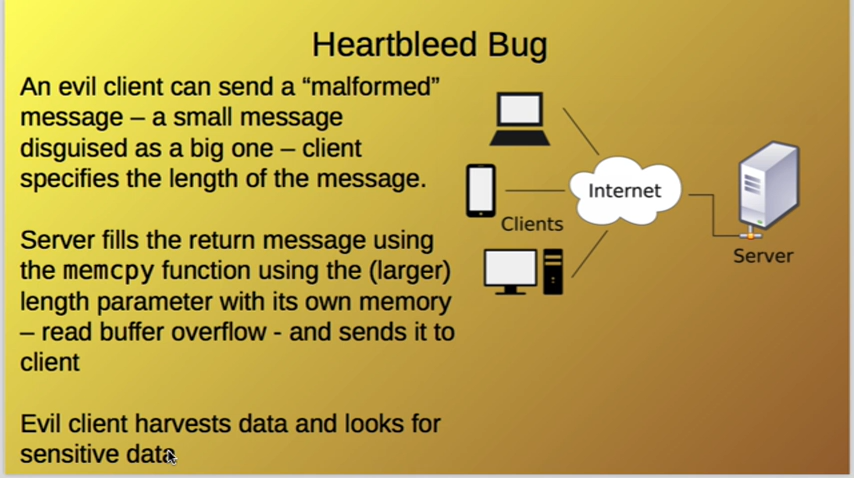 Heartbleed Bug
An evil client can send a “malformed”
message – a small message
disguised as a big one – client
specifies the length of the message.
Server fills the return message using
the memcpy function using the (larger)
length parameter with its own memory
– read buffer overflow - and sends it to
client
Evil client harvests data and looks for
sensitive data
Internet
Clients
Server